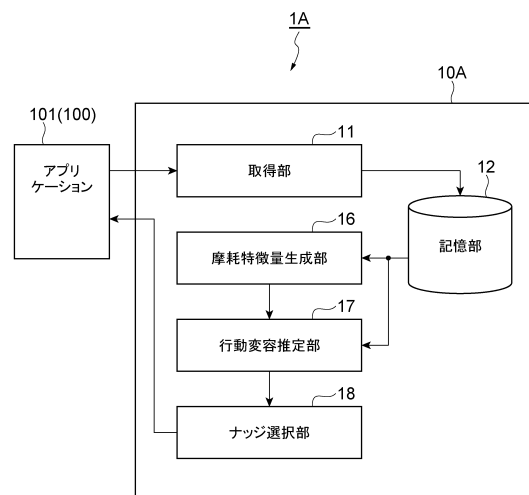 1A
10A
101(100)
アプリ
ケーション
11
取得部
12
記憶部
16
摩耗特徴量生成部
17
行動変容推定部
18
ナッジ選択部